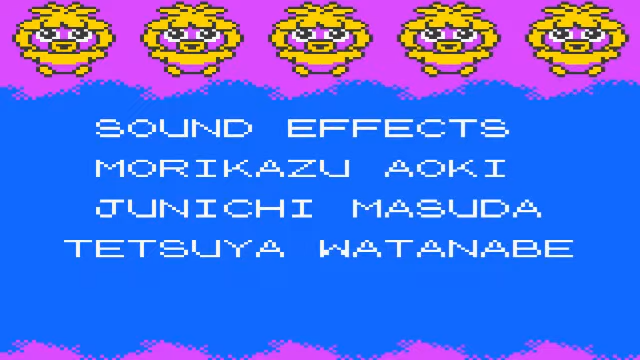 SOUND EFFECTS
MORIKAZU AOKI
JUNICHI MASUDA
TETSUYA WATANABE